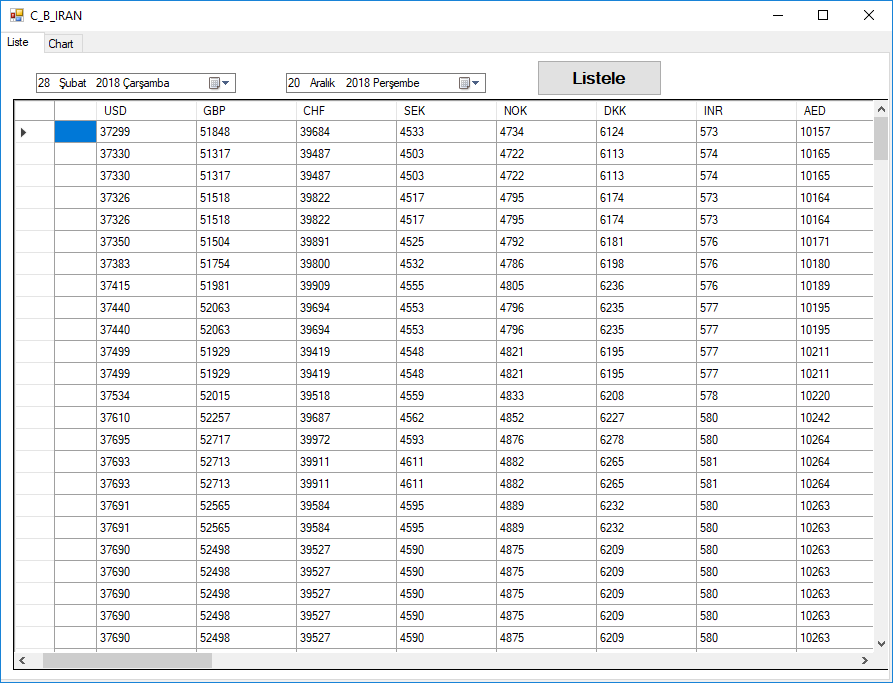 C_B_IRAN
Liste Chart
28 Şubat 2018 Çarşamba 20 Aralık 2018 Perşembe Listele
USD GBP CHF SEK NOK DKK INR AED
37299 51848 39684 4533 4734 6124 573 10157
37330 51317 39487 4503 4722 6113 574 10165
37330 51317 39487 4503 4722 6113 574 10165
37326 51518 39822 4517 4795 6174 573 10164
37326 51518 39822 4517 4795 6174 573 10164
37350 51504 39891 4525 4792 6181 576 10171
37383 51754 39800 4532 4786 6198 576 10180
37415 51981 39909 4555 4805 6236 576 10189
37440 52063 39694 4553 4796 6235 577 10195
37440 52063 39694 4553 4796 6235 577 10195
37499 51929 39419 4548 4821 6195 577 10211
37499 51929 39419 4548 4821 6195 577 10211
37534 52015 39518 4559 4833 6208 578 10220
37610 52257 39687 4562 4852 6227 580 10242
37695 52717 39972 4593 4876 6278 580 10264
37693 52713 39911 4611 4882 6265 581 10264
37693 52713 39911 4611 4882 6265 581 10264
37691 52565 39584 4595 4889 6232 580 10263
37691 52565 39584 4595 4889 6232 580 10263
37690 52498 39527 4590 4875 6209 580 10263
37690 52498 39527 4590 4875 6209 580 10263
37690 52498 39527 4590 4875 6209 580 10263
37690 52498 39527 4590 4875 6209 580 10263
37690 52498 39527 4590 4875 6209 580 10263